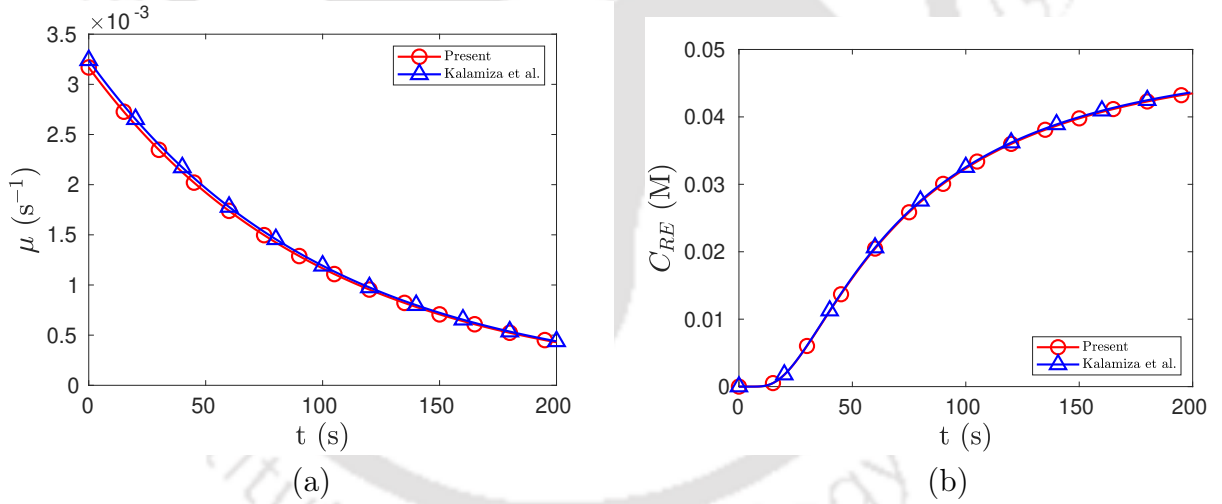 ×10⁻³
3.5
3
2.5
2
1.5
1
0.5
0
μ (s⁻¹)
Present
Kalamiza et al.
0 50 100 150 200
t (s)
(a)
0.05
0.04
0.03
0.02
0.01
0
C_RE (M)
Present
Kalamiza et al.
0 50 100 150 200
t (s)
(b)